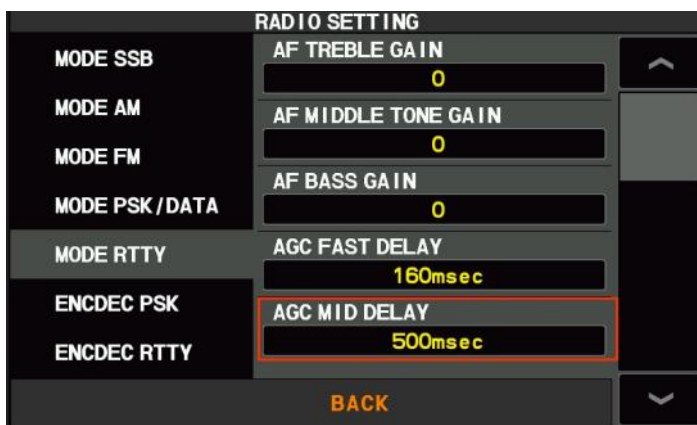 RADIO SETTING
MODE SSB
MODE AM
MODE FM
MODE PSK/DATA
MODE RTTY
ENCDEC PSK
ENCDEC RTTY
AF TREBLE GAIN
0
AF MIDDLE TONE GAIN
0
AF BASS GAIN
0
AGC FAST DELAY
160msec
AGC MID DELAY
500msec
BACK